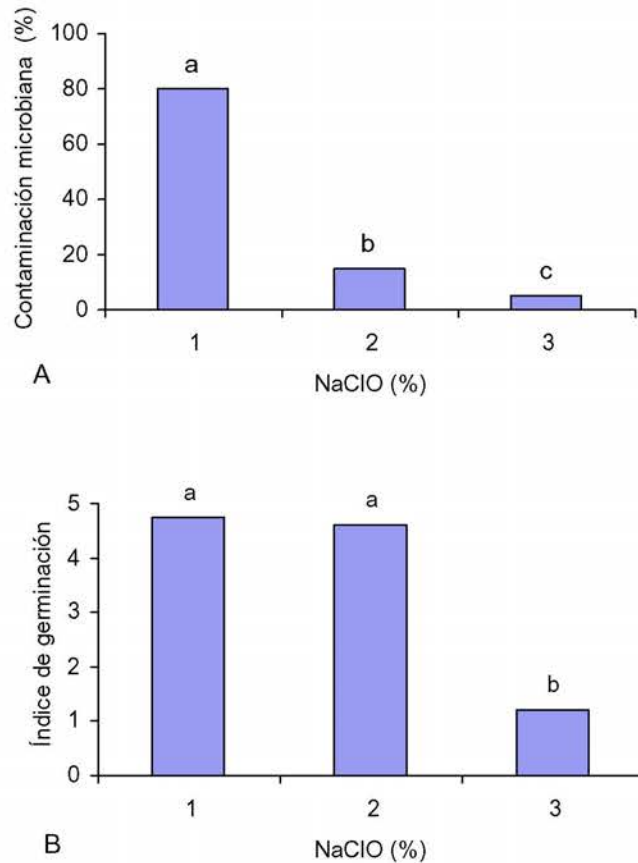 Contaminación microbiana (%)
100
80
60
40
20
0
a
b
c
1 2 3
NaClO (%)
A
Índice de germinación
5
4
3
2
1
0
a
a
b
1 2 3
NaClO (%)
B